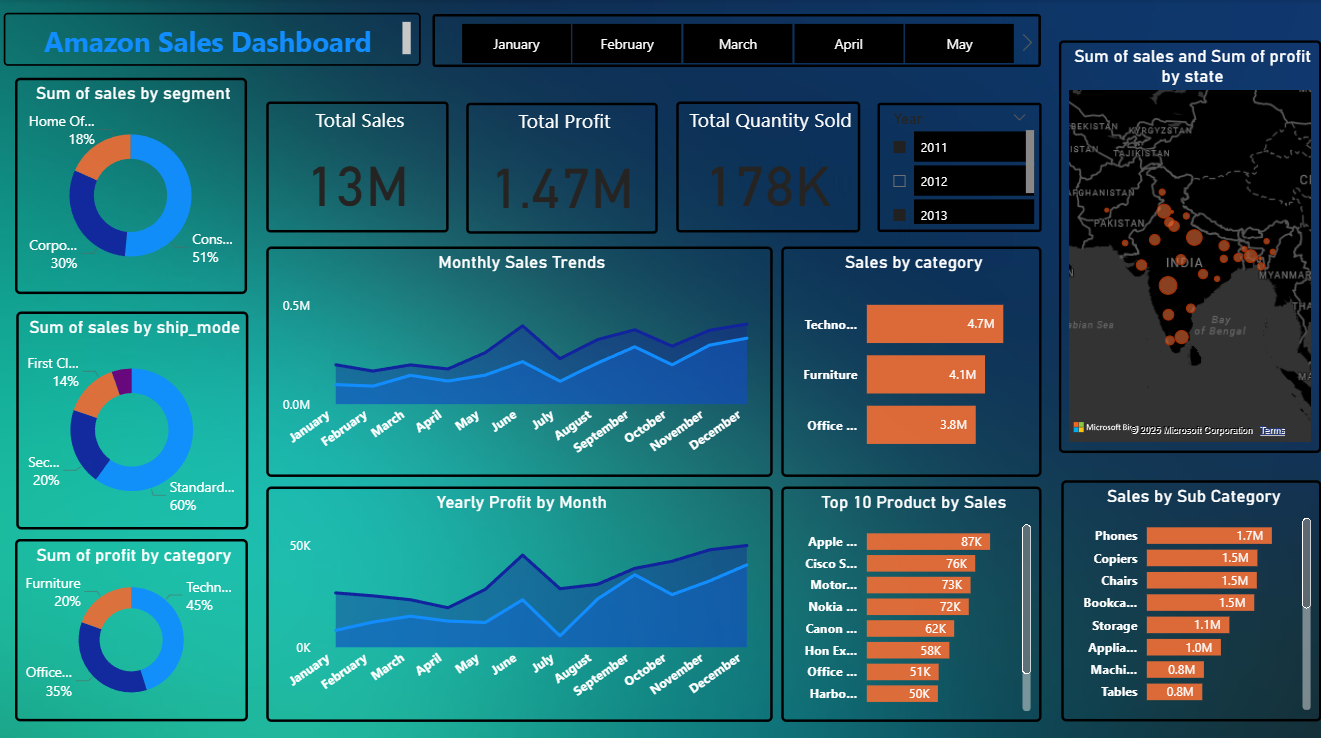 Amazon Sales Dashboard
January
February
March
April
May
Sum of sales by segment
Home Of...
18%
Corpo...
30%
Cons...
51%
Sum of sales by ship_mode
First Cl...
14%
Sec...
20%
Standard...
60%
Sum of profit by category
Furniture
20%
Techn...
45%
Office...
35%
Total Sales
13M
Total Profit
1.47M
Total Quantity Sold
178K
Year
2011
2012
2013
Monthly Sales Trends
0.5M
0.0M
January
February
March
April
May
June
July
August
September
October
November
December
Sales by category
Techno...
4.7M
Furniture
4.1M
Office ...
3.8M
Yearly Profit by Month
50K
0K
January
February
March
April
May
June
July
August
September
October
November
December
Top 10 Product by Sales
Apple ...
87K
Cisco S...
76K
Motor...
73K
Nokia ...
72K
Canon ...
62K
Hon Ex...
58K
Office ...
51K
Harbo...
50K
Sum of sales and Sum of profit
by state
BEKISTAN
KYRGYZSTAN
ISTAN
TAJIKISTAN
AFGHANISTAN
CI
PAKISTAN
INDIA
MYANMAR
THA
abian Sea
Bay
of Bengal
MA
Microsoft Bing
© 2025 Microsoft Corporation
Terms
Sales by Sub Category
Phones
1.7M
Copiers
1.5M
Chairs
1.5M
Bookca...
1.5M
Storage
1.1M
Applia...
1.0M
Machi...
0.8M
Tables
0.8M